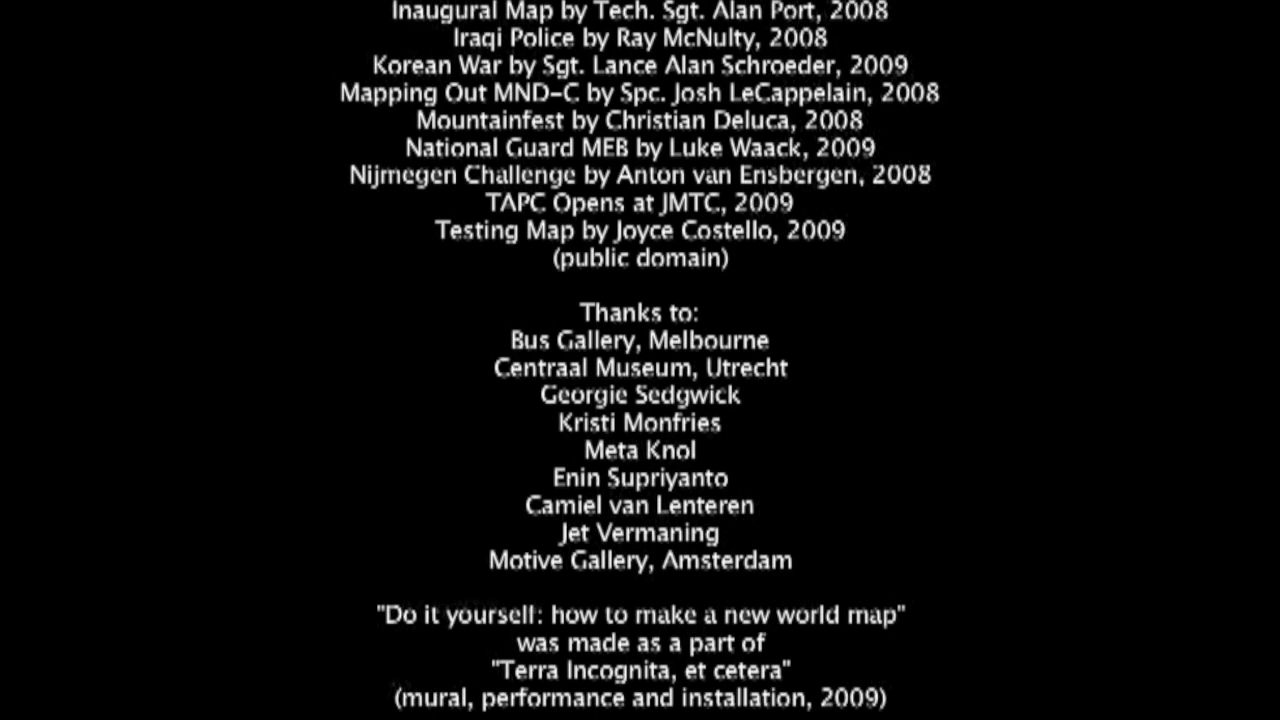 Inaugural Map by Tech. Sgt. Alan Port, 2008
Iraqi Police by Ray McNulty, 2008
Korean War by Sgt. Lance Alan Schroeder, 2009
Mapping Out MND-C by Spc. Josh LeCappelain, 2008
Mountainfest by Christian Deluca, 2008
National Guard MEB by Luke Waack, 2009
Nijmegen Challenge by Anton van Ensbergen, 2008
TAPC Opens at JMTC, 2009
Testing Map by Joyce Costello, 2009
(public domain)
Thanks to:
Bus Gallery, Melbourne
Centraal Museum, Utrecht
Georgie Sedgwick
Kristi Monfries
Meta Knol
Enin Supriyanto
Camiel van Lenteren
Jet Vermaning
Motive Gallery, Amsterdam
"Do it yourself: how to make a new world map"
was made as a part of
"Terra Incognita, et cetera"
(mural, performance and installation, 2009)